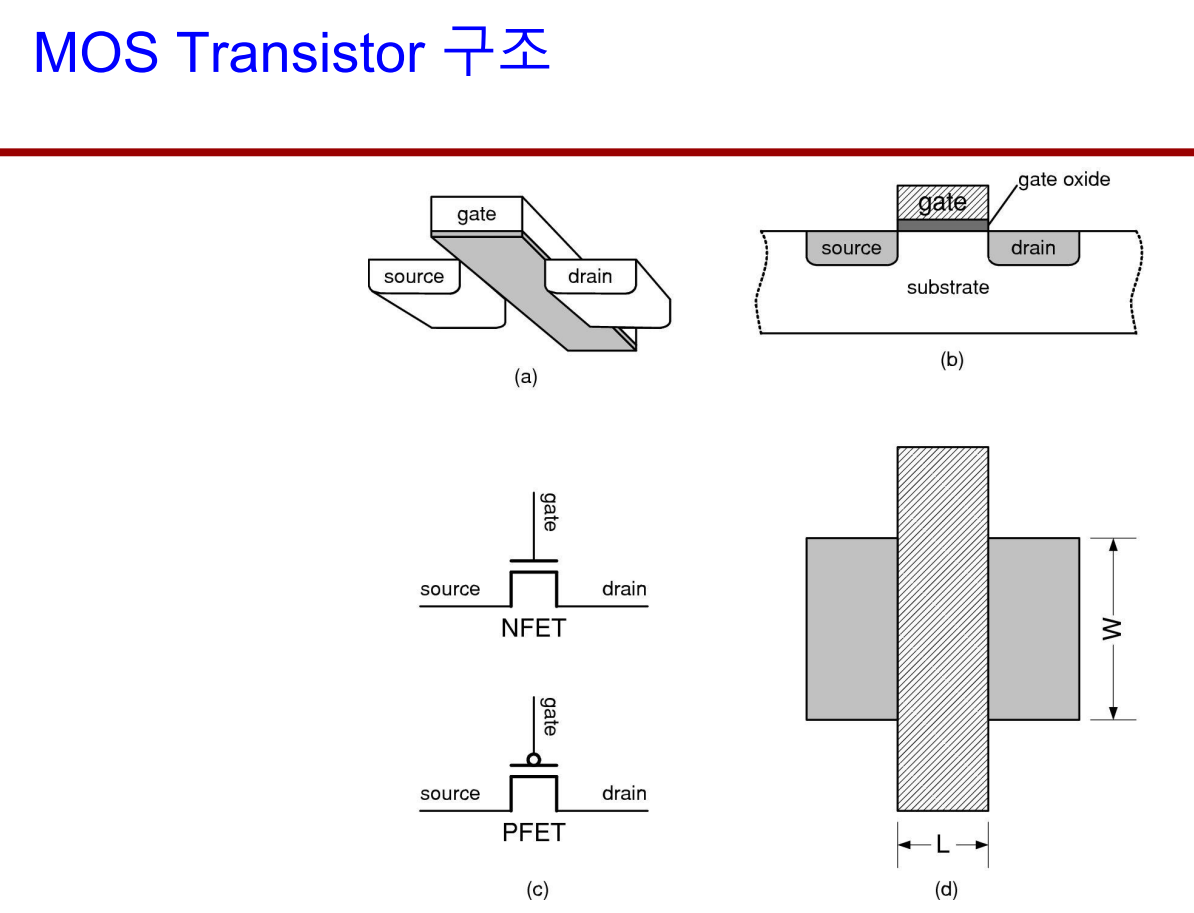 MOS Transistor 구조
gate
source
drain
(a)
gate oxide
gate
source
drain
substrate
(b)
gate
source
drain
NFET
gate
source
drain
PFET
(c)
W
L
(d)